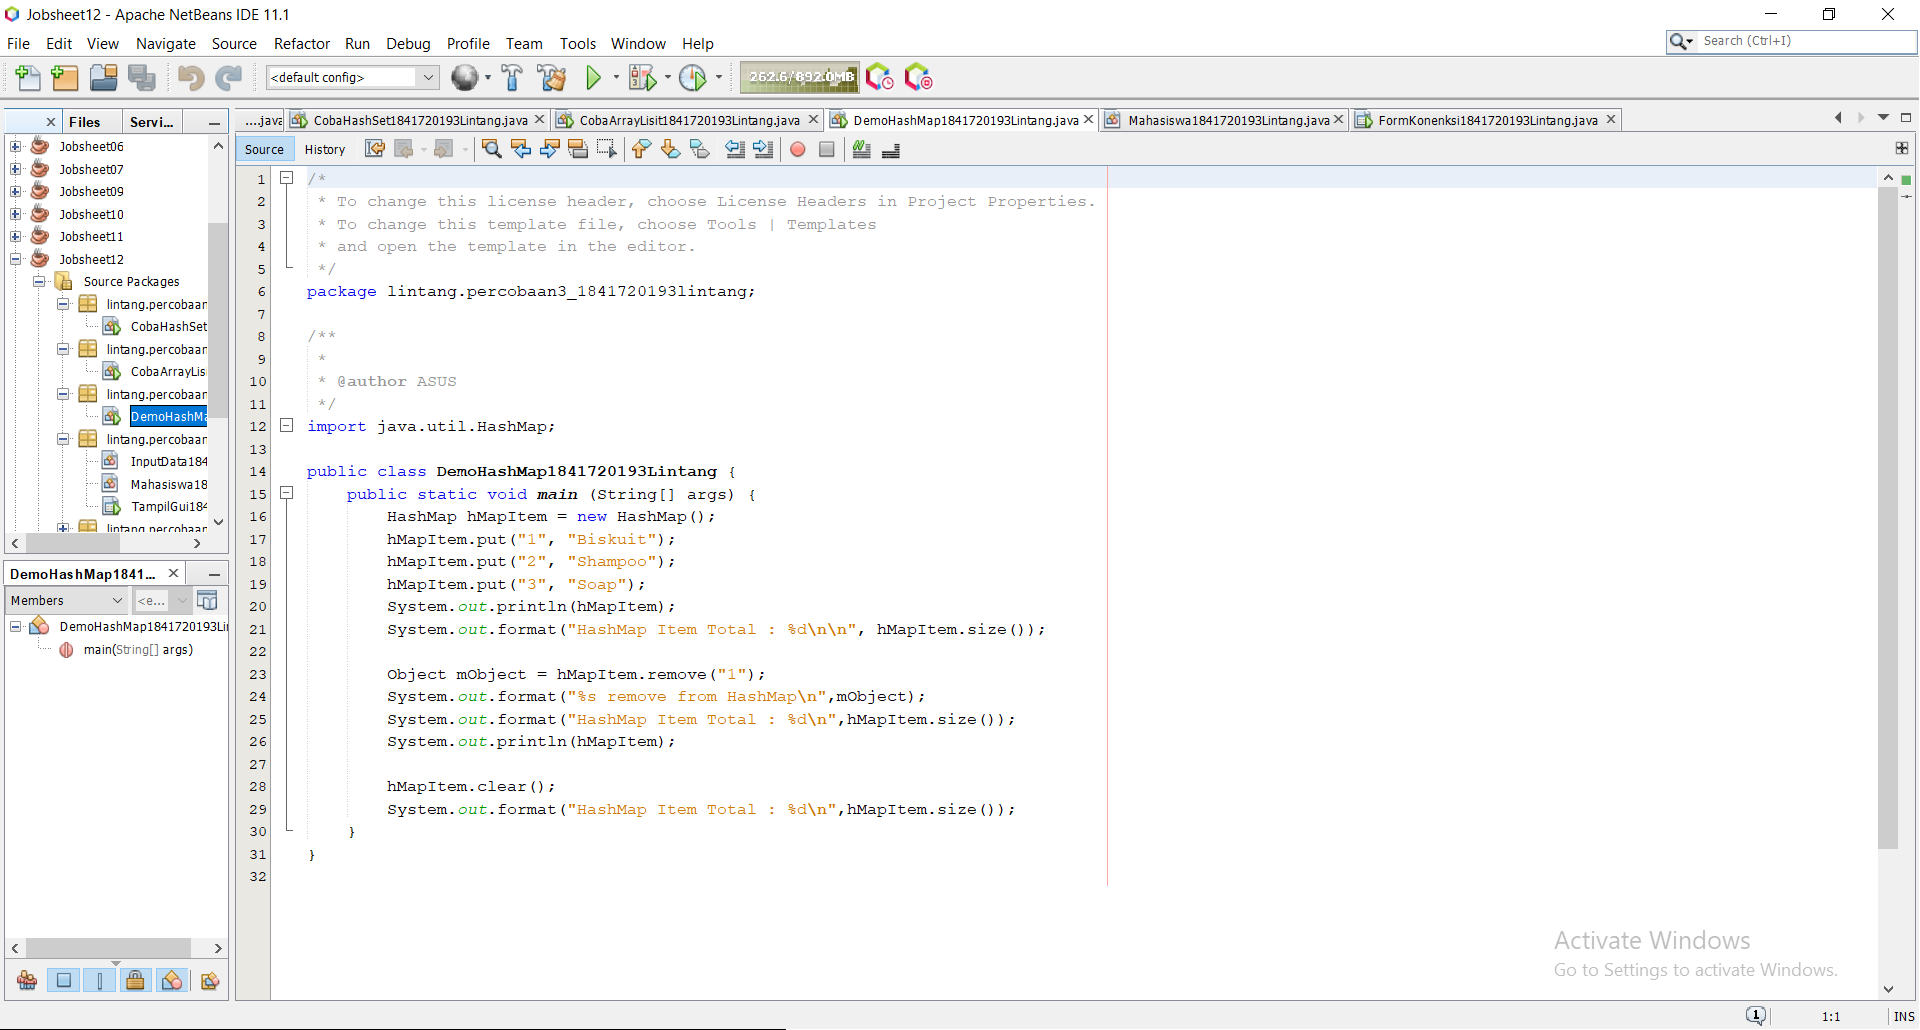 Jobsheet12 - Apache NetBeans IDE 11.1
File Edit View Navigate Source Refactor Run Debug Profile Team Tools Window Help
Search (Ctrl+I)
<default config>
262.6/892.0MB
Files Servi...
....java CobaHashSet1841720193Lintang.java CobaArrayLisit1841720193Lintang.java DemoHashMap1841720193Lintang.java Mahasiswa1841720193Lintang.java FormKonenksi1841720193Lintang.java
Source History
Jobsheet06
Jobsheet07
Jobsheet09
Jobsheet10
Jobsheet11
Jobsheet12
Source Packages
lintang.percobaan
CobaHashSet
lintang.percobaan
CobaArrayLis
lintang.percobaan
DemoHashMa
lintang.percobaan
InputData184
Mahasiswa18
TampilGui184
lintang.percobaan
DemoHashMap1841...
Members <e...
DemoHashMap1841720193Li
main(String[] args)
1 /*
2 * To change this license header, choose License Headers in Project Properties.
3 * To change this template file, choose Tools | Templates
4 * and open the template in the editor.
5 */
6 package lintang.percobaan3_1841720193lintang;
7
8 /**
9 *
10 * @author ASUS
11 */
12 import java.util.HashMap;
13
14 public class DemoHashMap1841720193Lintang {
15 public static void main (String[] args) {
16 HashMap hMapItem = new HashMap();
17 hMapItem.put("1", "Biskuit");
18 hMapItem.put("2", "Shampoo");
19 hMapItem.put("3", "Soap");
20 System.out.println(hMapItem);
21 System.out.format("HashMap Item Total : %d\n\n", hMapItem.size());
22
23 Object mObject = hMapItem.remove("1");
24 System.out.format("%s remove from HashMap\n",mObject);
25 System.out.format("HashMap Item Total : %d\n",hMapItem.size());
26 System.out.println(hMapItem);
27
28 hMapItem.clear();
29 System.out.format("HashMap Item Total : %d\n",hMapItem.size());
30 }
31 }
32
Activate Windows
Go to Settings to activate Windows.
1 1:1 INS